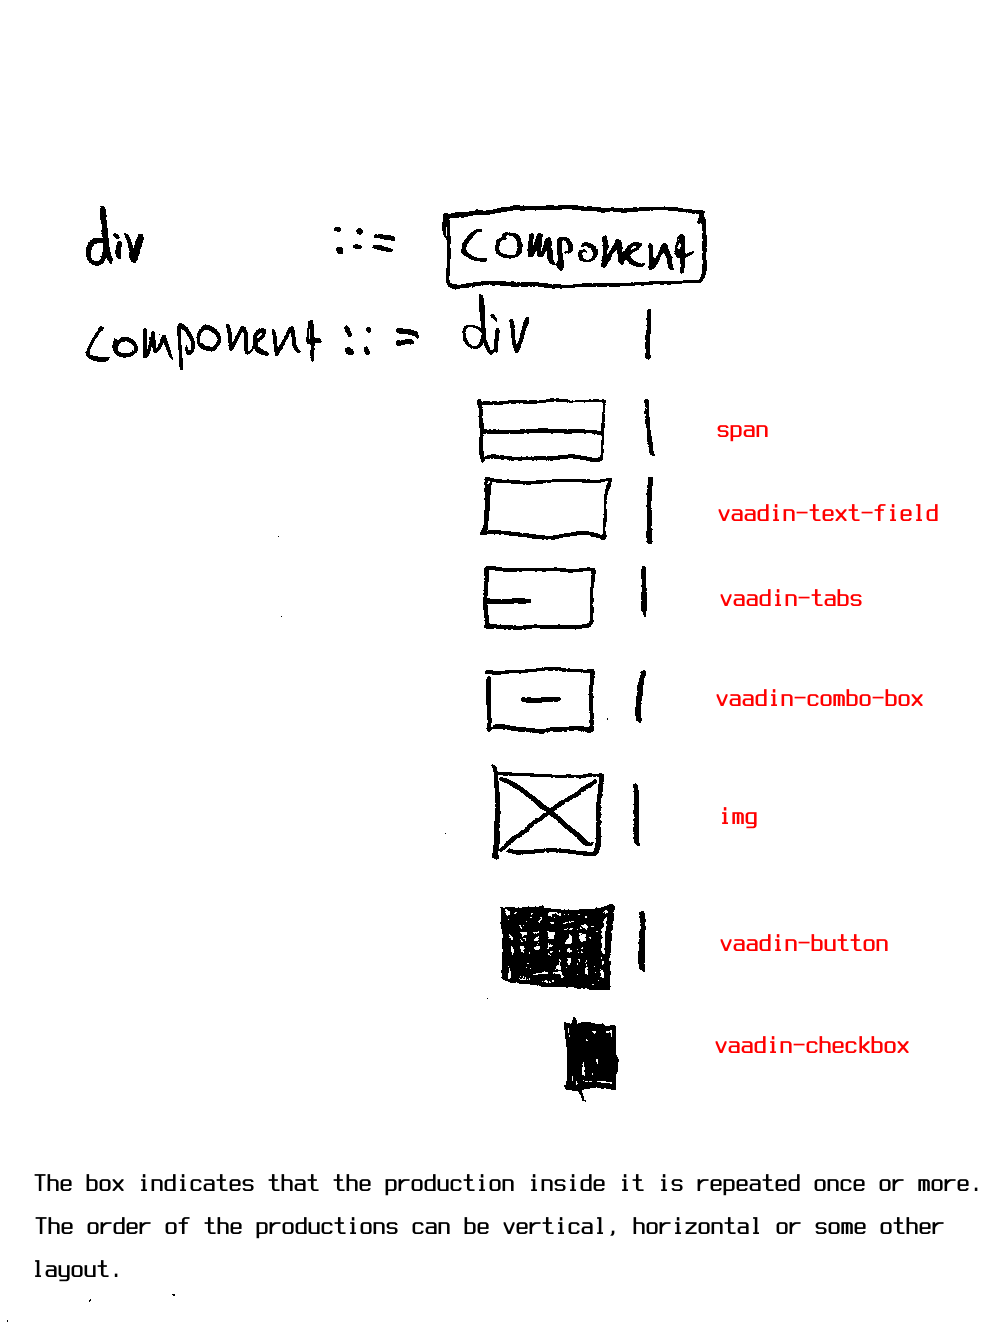 div ::= component
component ::= div |
| span
| vaadin-text-field
| vaadin-tabs
| vaadin-combo-box
| img
| vaadin-button
vaadin-checkbox
The box indicates that the production inside it is repeated once or more.
The order of the productions can be vertical, horizontal or some other
layout.